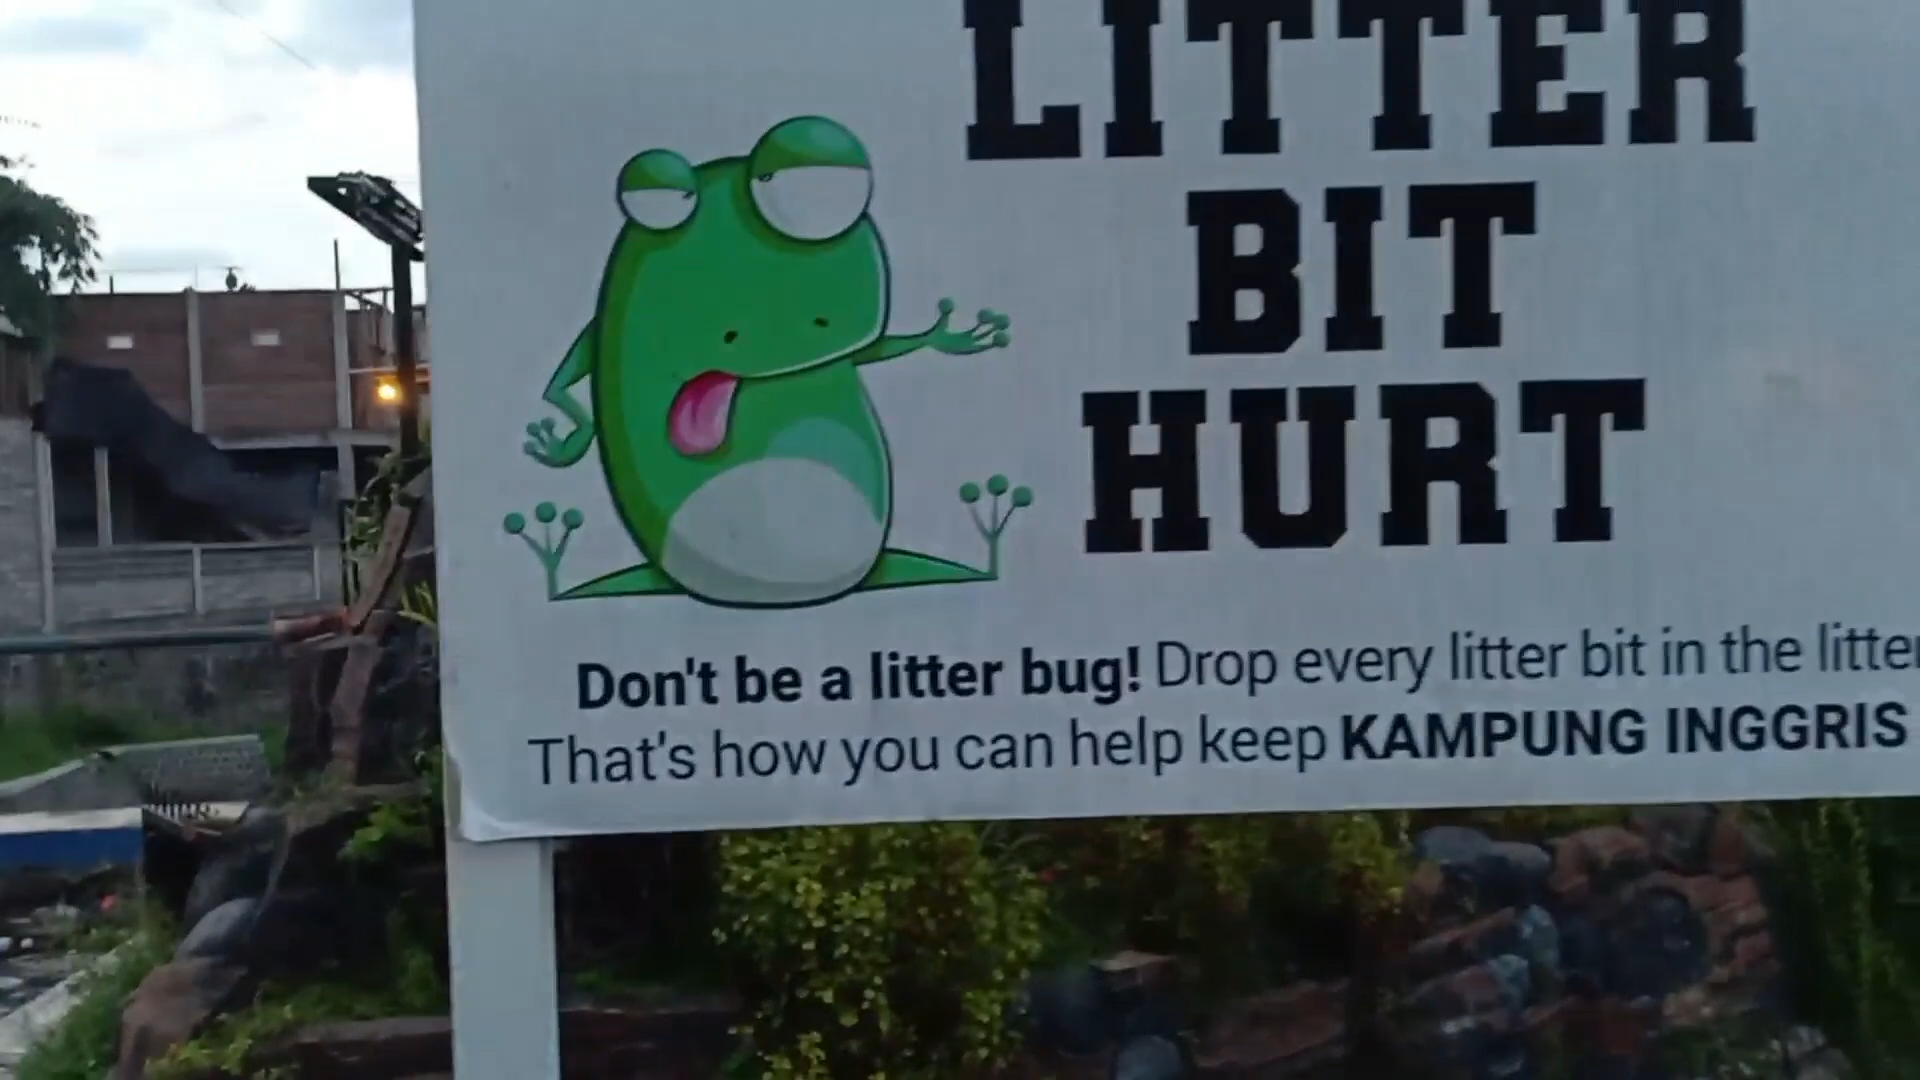 LITTER
BIT
HURT
Don't be a litter bug! Drop every litter bit in the litter
That's how you can help keep KAMPUNG INGGRIS